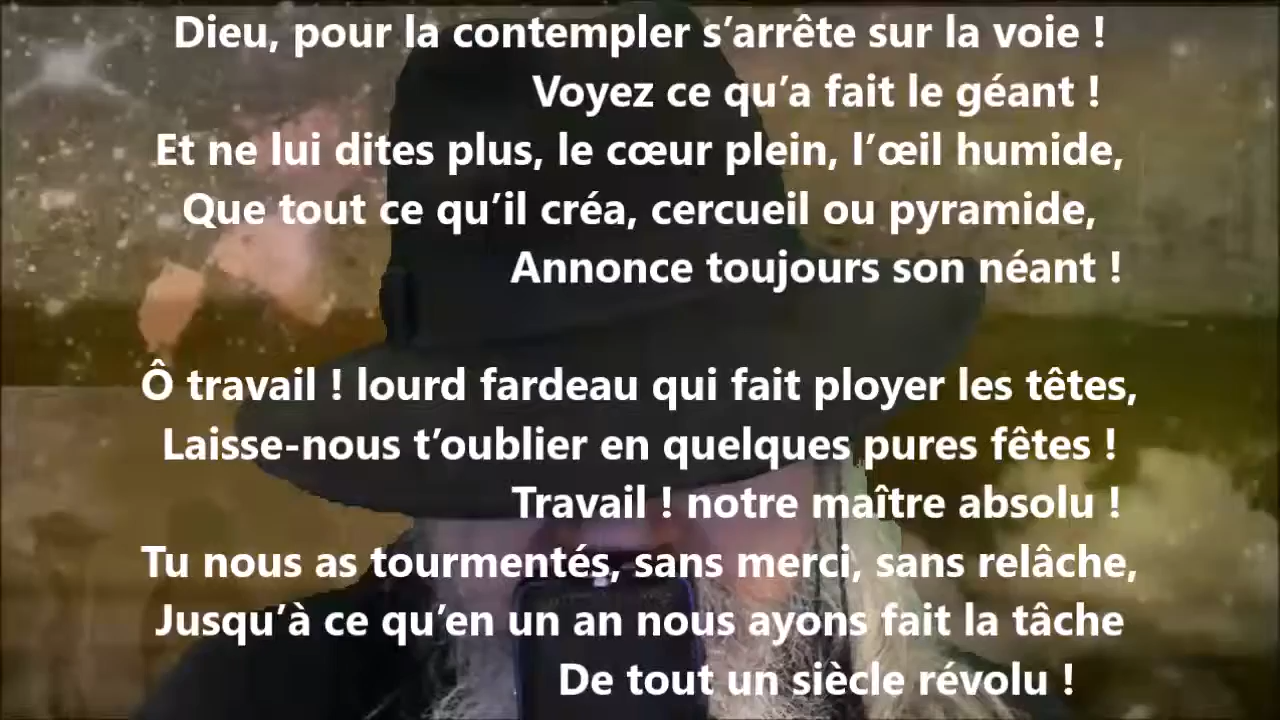 Dieu, pour la contempler s’arrête sur la voie !
Voyez ce qu’a fait le géant !
Et ne lui dites plus, le cœur plein, l’œil humide,
Que tout ce qu’il créa, cercueil ou pyramide,
Annonce toujours son néant !
Ô travail ! lourd fardeau qui fait ployer les têtes,
Laisse-nous t’oublier en quelques pures fêtes !
Travail ! notre maître absolu !
Tu nous as tourmentés, sans merci, sans relâche,
Jusqu’à ce qu’en un an nous ayons fait la tâche
De tout un siècle révolu !